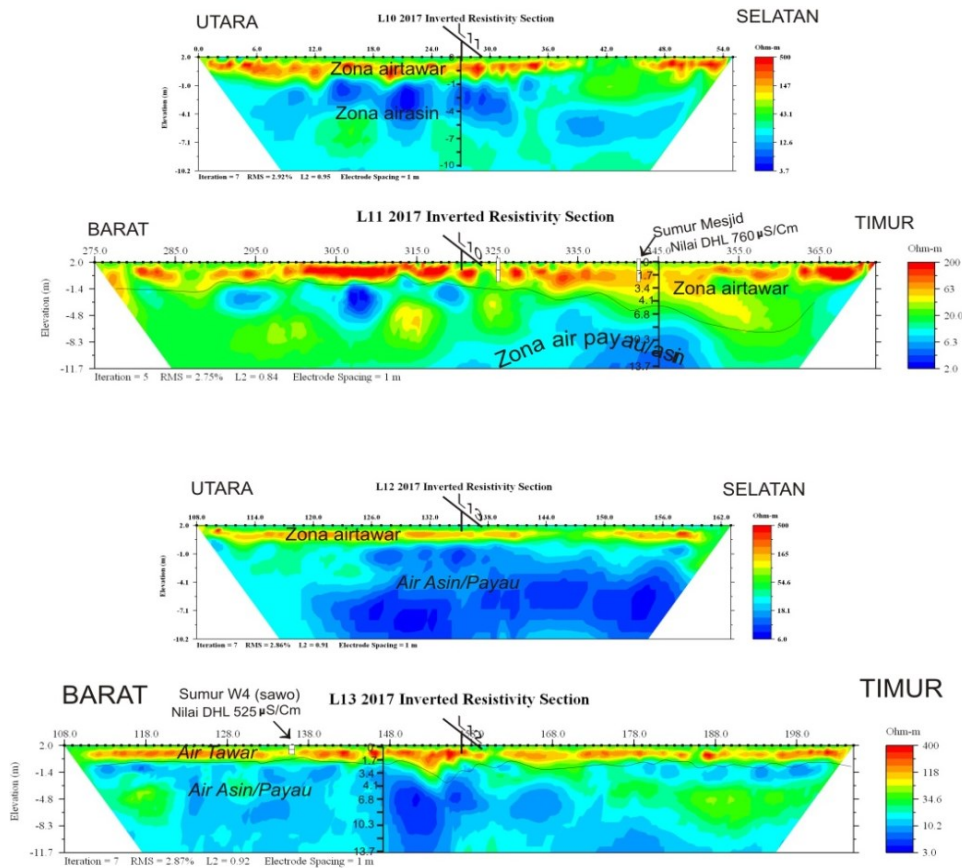 UTARA
L10 2017 Inverted Resistivity Section
SELATAN
L11
0.0 6.0 12.0 18.0 24.0 30.0 36.0 42.0 48.0 54.0
Ohm-m
Elevation (m)
2.0
-1.0
-4.1
-7.1
-10.2
Zona airtawar
Zona airasin
-1
-4
-7
-10
500
147
43.1
12.6
3.7
Iteration = 7 RMS = 2.92% L2 = 0.95 Electrode Spacing = 1 m
BARAT
L11 2017 Inverted Resistivity Section
Sumur Mesjid
Nilai DHL 760 µS/Cm
TIMUR
L10
275.0 285.0 295.0 305.0 315.0 325.0 335.0 345.0 355.0 365.0
Ohm-m
Elevation (m)
2.0
-1.4
-4.8
-8.3
-11.7
0
1.7
3.4
4.1
6.8
10.3
13.7
Zona airtawar
Zona air payau/asin
200
63
20.0
6.3
2.0
Iteration = 5 RMS = 2.75% L2 = 0.84 Electrode Spacing = 1 m
UTARA
L12 2017 Inverted Resistivity Section
SELATAN
L13
108.0 114.0 120.0 126.0 132.0 138.0 144.0 150.0 156.0 162.0
Ohm-m
Elevation (m)
2.0
-1.0
-4.1
-7.1
-10.2
Zona airtawar
Air Asin/Payau
500
165
54.6
18.1
6.0
Iteration = 7 RMS = 2.86% L2 = 0.91 Electrode Spacing = 1 m
BARAT
Sumur W4 (sawo)
Nilai DHL 525 µS/Cm
L13 2017 Inverted Resistivity Section
TIMUR
L12
108.0 118.0 128.0 138.0 148.0 158.0 168.0 178.0 188.0 198.0
Ohm-m
Elevation (m)
2.0
-1.4
-4.8
-8.3
-11.7
Air Tawar
Air Asin/Payau
1.7
3.4
6.8
10.3
13.7
400
118
34.6
10.2
3.0
Iteration = 7 RMS = 2.87% L2 = 0.92 Electrode Spacing = 1 m